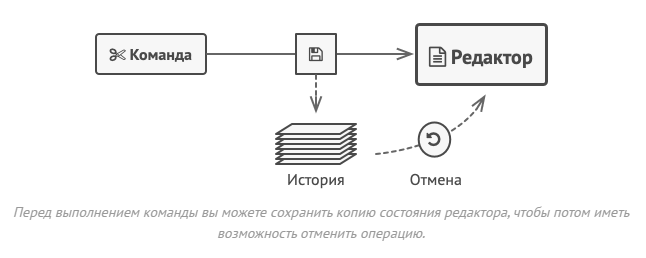 Команда
Редактор
История
Отмена
Перед выполнением команды вы можете сохранить копию состояния редактора, чтобы потом иметь
возможность отменить операцию.